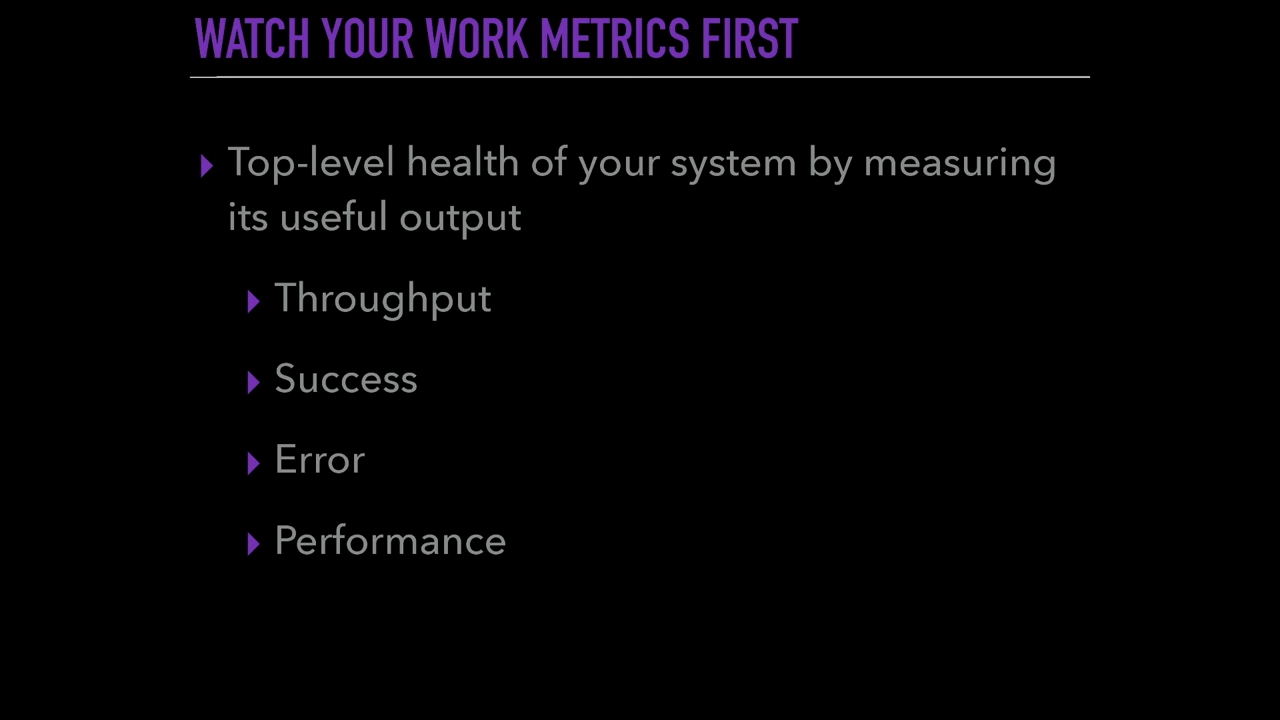 WATCH YOUR WORK METRICS FIRST
Top-level health of your system by measuring
its useful output
Throughput
Success
Error
Performance